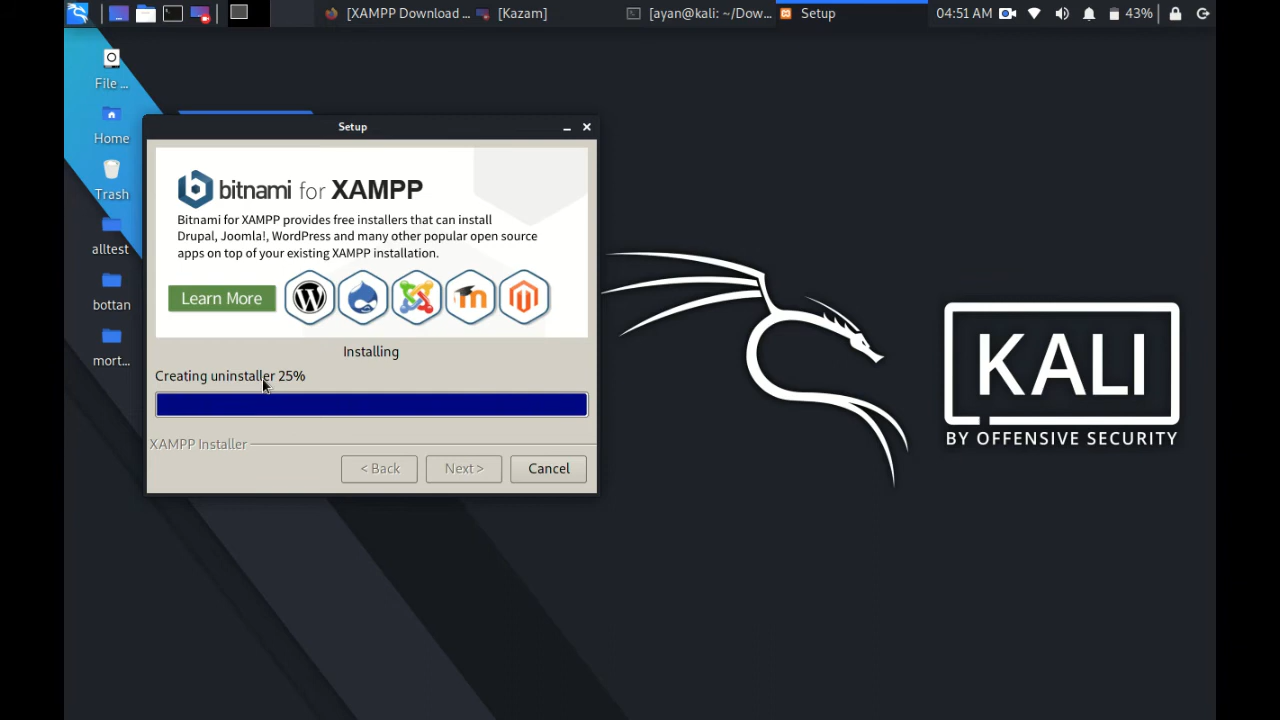 [XAMPP Download ...
[Kazam]
[ayan@kali: ~/Dow...
Setup
04:51 AM
43%
File ...
Home
Trash
alltest
bottan
mort...
Setup
bitnami for XAMPP
Bitnami for XAMPP provides free installers that can install
Drupal, Joomla!, WordPress and many other popular open source
apps on top of your existing XAMPP installation.
Learn More
Installing
Creating uninstaller 25%
XAMPP Installer
< Back
Next >
Cancel
KALI
BY OFFENSIVE SECURITY